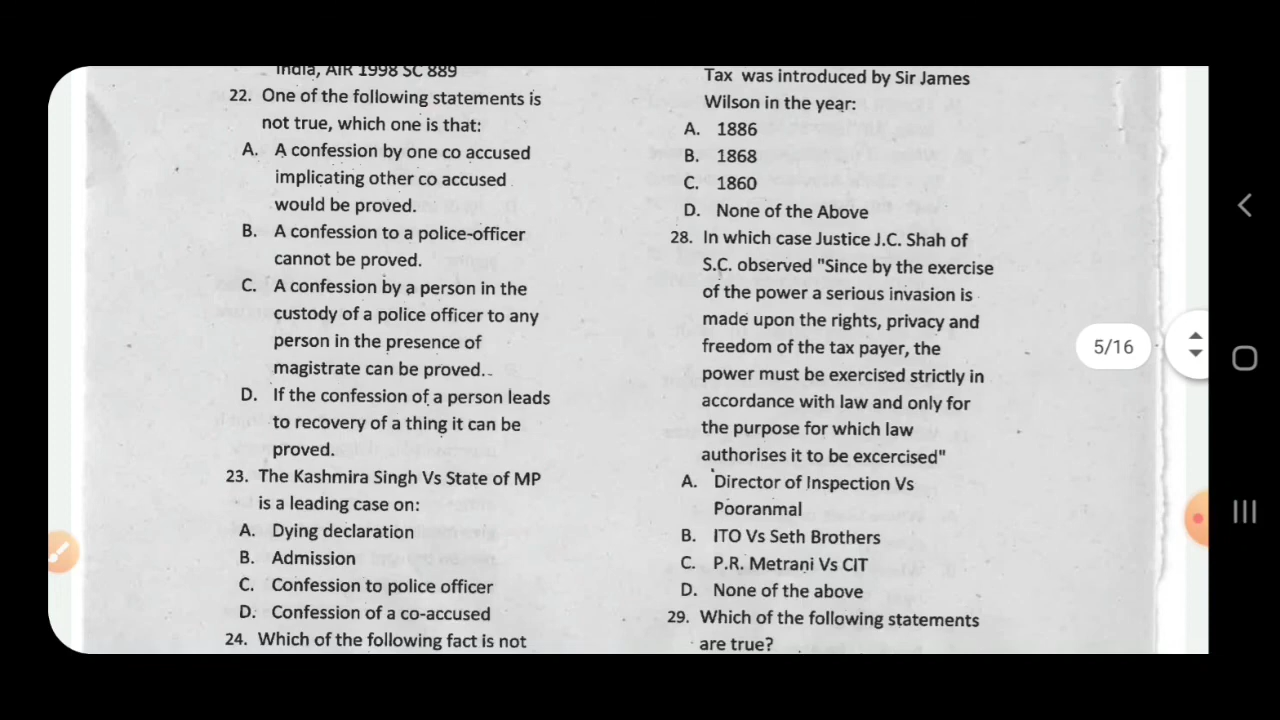 India, AIR 1998 SC 889
22. One of the following statements is
not true, which one is that:
A. A confession by one co accused
implicating other co accused
would be proved.
B. A confession to a police-officer
cannot be proved.
C. A confession by a person in the
custody of a police officer to any
person in the presence of
magistrate can be proved.
D. If the confession of a person leads
to recovery of a thing it can be
proved.
23. The Kashmira Singh Vs State of MP
is a leading case on:
A. Dying declaration
B. Admission
C. Confession to police officer
D. Confession of a co-accused
24. Which of the following fact is not
Tax was introduced by Sir James
Wilson in the year:
A. 1886
B. 1868
C. 1860
D. None of the Above
28. In which case Justice J.C. Shah of
S.C. observed "Since by the exercise
of the power a serious invasion is
made upon the rights, privacy and
freedom of the tax payer, the
power must be exercised strictly in
accordance with law and only for
the purpose for which law
authorises it to be excercised"
A. Director of Inspection Vs
Pooranmal
B. ITO Vs Seth Brothers
C. P.R. Metrani Vs CIT
D. None of the above
29. Which of the following statements
are true?
5/16